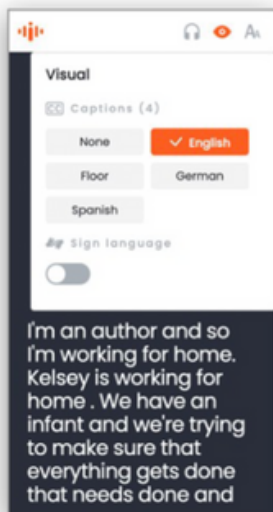 AA
Visual
CC Captions (4)
None
✓ English
Floor
German
Spanish
Sign language
I'm an author and so
I'm working for home.
Kelsey is working for
home . We have an
infant and we're trying
to make sure that
everything gets done
that needs done and